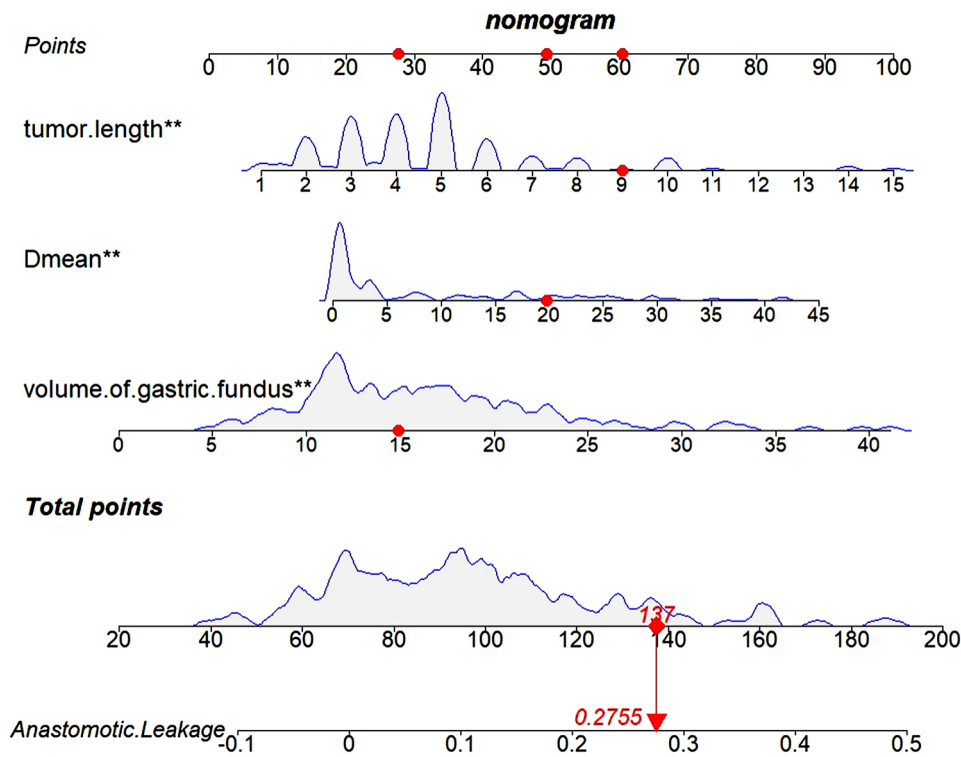 nomogram
Points
0 10 20 30 40 50 60 70 80 90 100
tumor.length**
1 2 3 4 5 6 7 8 9 10 11 12 13 14 15
Dmean**
0 5 10 15 20 25 30 35 40 45
volume.of.gastric.fundus**
0 5 10 15 20 25 30 35 40
Total points
137
20 40 60 80 100 120 140 160 180 200
0.2755
Anastomotic.Leakage
-0.1 0 0.1 0.2 0.3 0.4 0.5